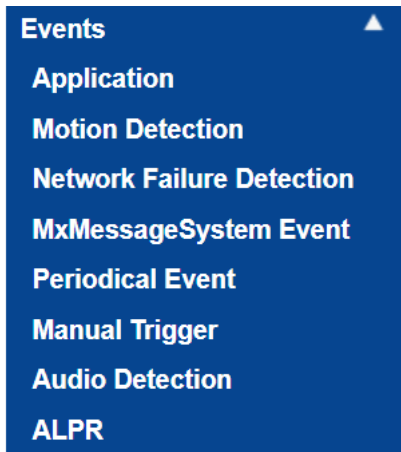 Events
Application
Motion Detection
Network Failure Detection
MxMessageSystem Event
Periodical Event
Manual Trigger
Audio Detection
ALPR